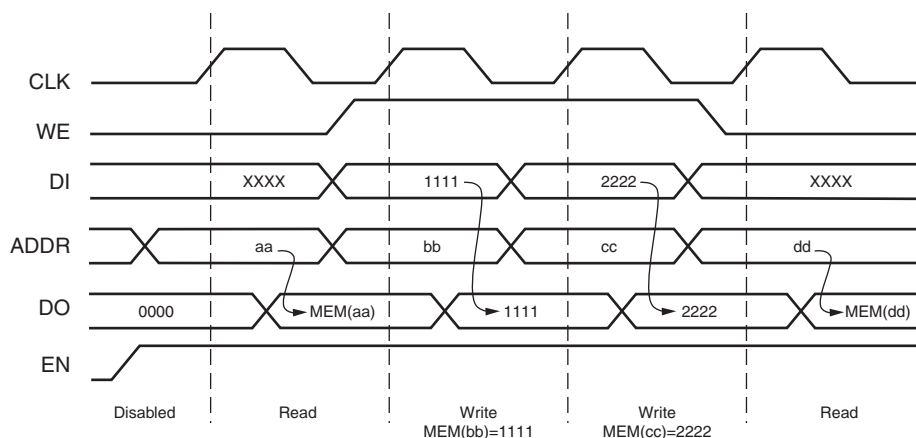 CLK
WE
DI XXXX 1111 2222 XXXX
ADDR aa bb cc dd
DO 0000 MEM(aa) 1111 2222 MEM(dd)
EN
Disabled Read Write Write Read
MEM(bb)=1111 MEM(cc)=2222